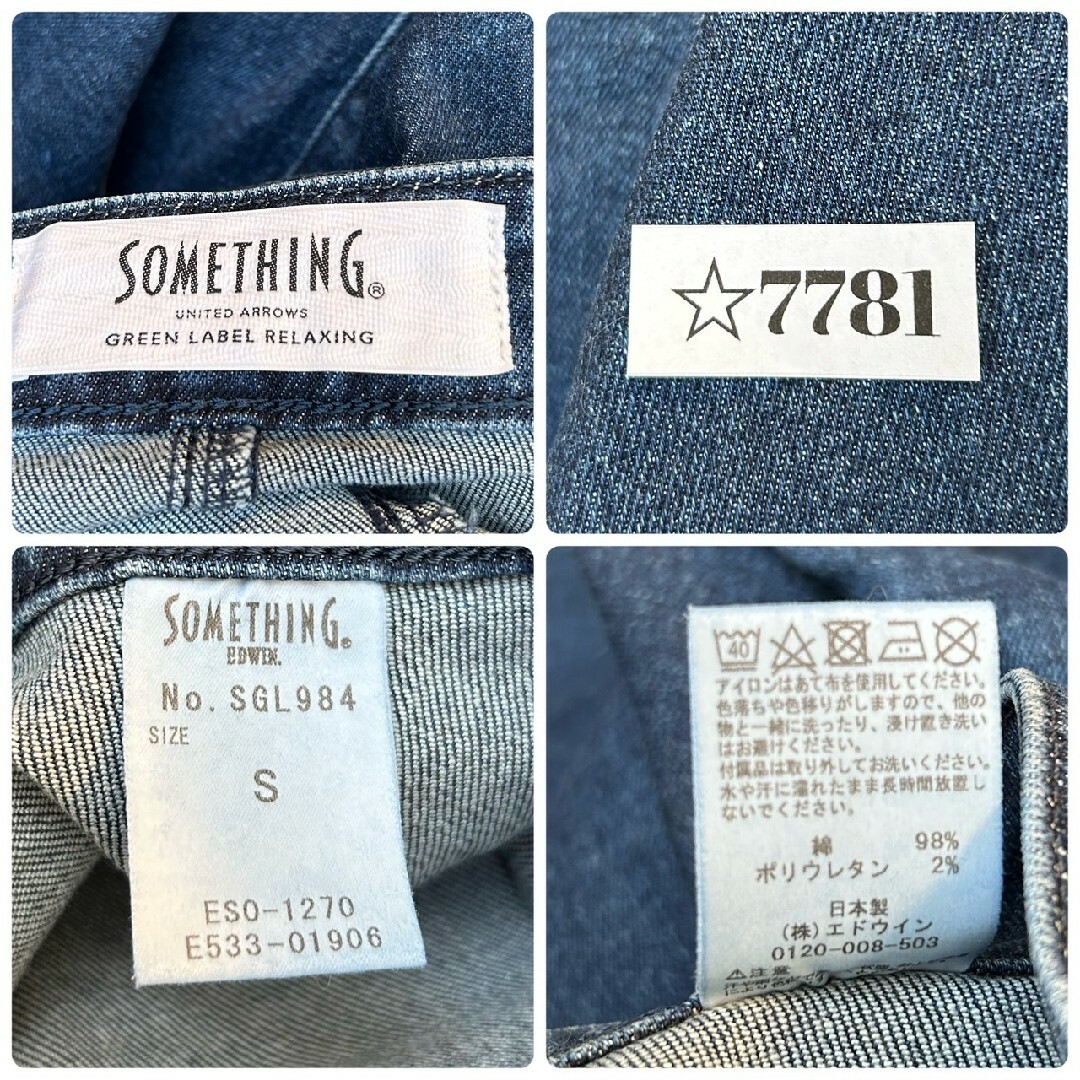 SOMETHING®
UNITED ARROWS
GREEN LABEL RELAXING
☆7781
SOMETHING®
EDWIN.
No. SGL984
SIZE
S
ESO-1270
E533-01906
40
アイロンはあて布を使用してください。
色落ちや色移りがしますので、他の
物と一緒に洗ったり、浸け置き洗い
はお避けください。
付属品は取り外してお洗いください。
水や汗に濡れたまま長時間放置し
ないでください。
綿 98%
ポリウレタン 2%
日本製
(株)エドウイン
0120-008-503
⚠注意